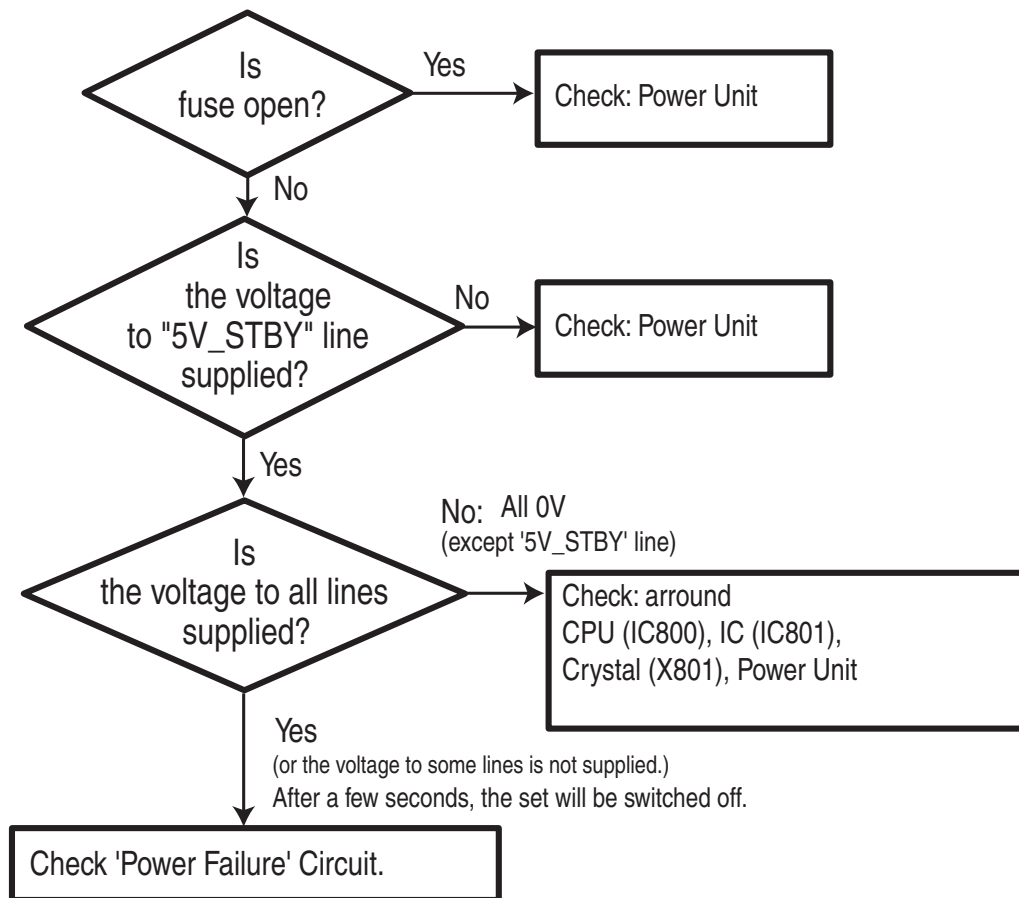 Is
fuse open?
Yes
Check: Power Unit
No
Is
the voltage
to "5V_STBY" line
supplied?
No
Check: Power Unit
Yes
Is
the voltage to all lines
supplied?
No: All 0V
(except '5V_STBY' line)
Check: arround
CPU (IC800), IC (IC801),
Crystal (X801), Power Unit
Yes
(or the voltage to some lines is not supplied.)
After a few seconds, the set will be switched off.
Check 'Power Failure' Circuit.